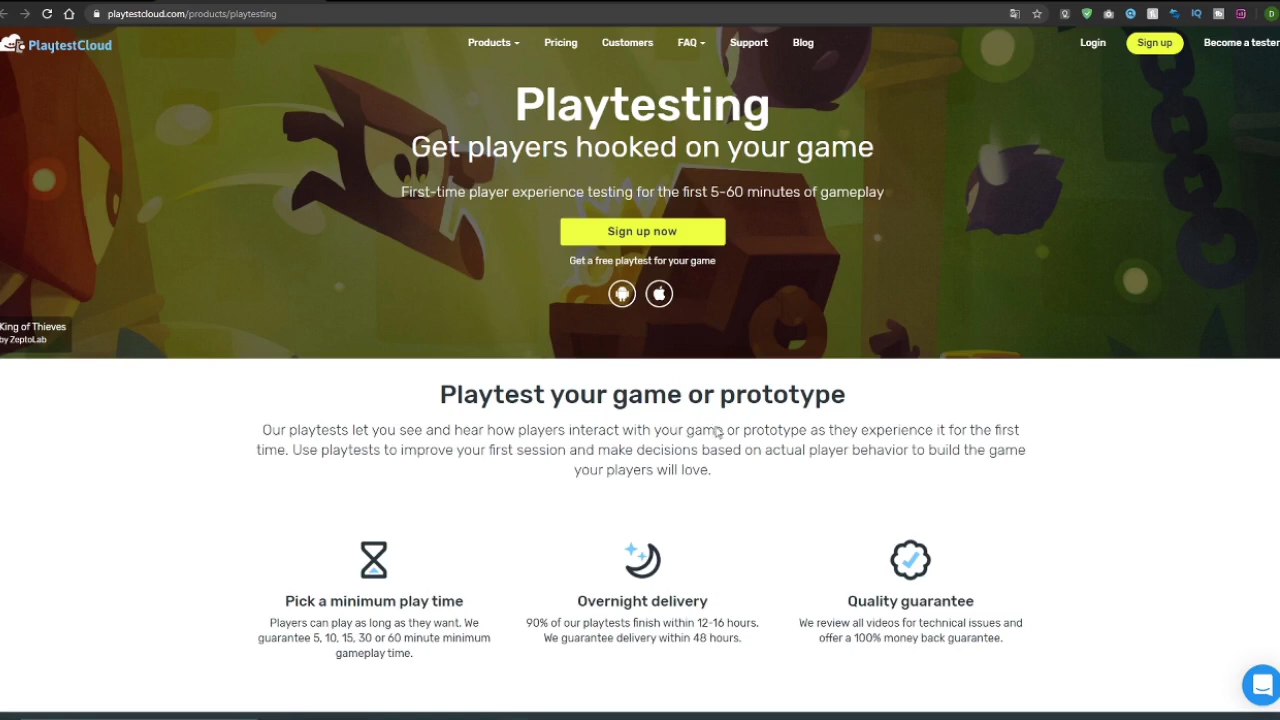 playtestcloud.com/products/playtesting
PlaytestCloud
Products
Pricing
Customers
FAQ
Support
Blog
Login
Sign up
Become a tester
Playtesting
Get players hooked on your game
First-time player experience testing for the first 5-60 minutes of gameplay
Sign up now
Get a free playtest for your game
King of Thieves
by ZeptoLab
Playtest your game or prototype
Our playtests let you see and hear how players interact with your game or prototype as they experience it for the first
time. Use playtests to improve your first session and make decisions based on actual player behavior to build the game
your players will love.
Pick a minimum play time
Players can play as long as they want. We
guarantee 5, 10, 15, 30 or 60 minute minimum
gameplay time.
Overnight delivery
90% of our playtests finish within 12-16 hours.
We guarantee delivery within 48 hours.
Quality guarantee
We review all videos for technical issues and
offer a 100% money back guarantee.